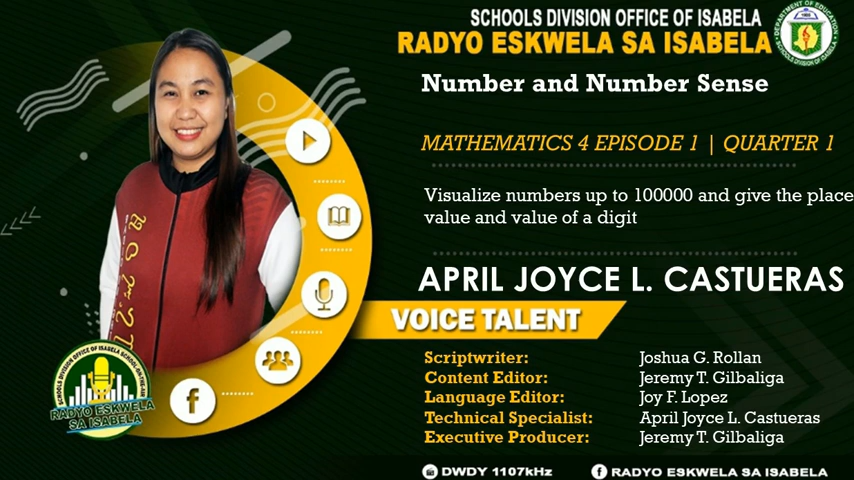 SCHOOLS DIVISION OFFICE OF ISABELA
RADYO ESKWELA SA ISABELA
Number and Number Sense
MATHEMATICS 4 EPISODE 1 | QUARTER 1
Visualize numbers up to 100000 and give the place
value and value of a digit
APRIL JOYCE L. CASTUERAS
VOICE TALENT
Scriptwriter: Joshua G. Rollan
Content Editor: Jeremy T. Gilbaliga
Language Editor: Joy F. Lopez
Technical Specialist: April Joyce L. Castueras
Executive Producer: Jeremy T. Gilbaliga
RADYO ESKWELA
SA ISABELA
DWDY 1107kHz
RADYO ESKWELA SA ISABELA